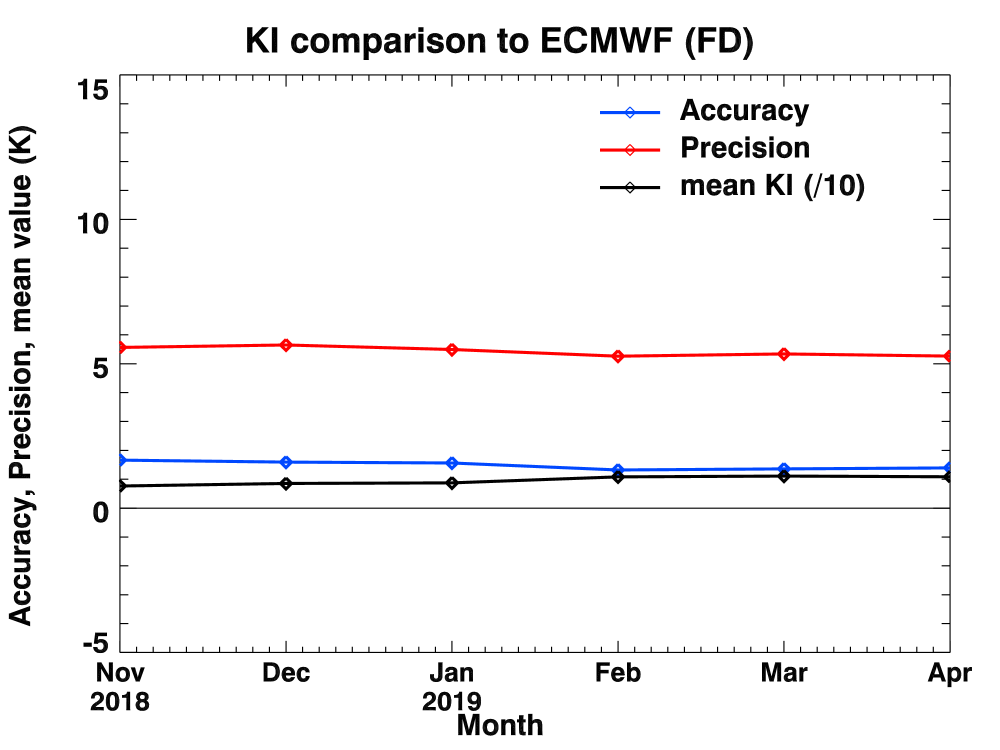 KI comparison to ECMWF (FD)
Accuracy, Precision, mean value (K)
15
10
5
0
-5
Accuracy
Precision
mean KI (/10)
Nov Dec Jan Feb Mar Apr
2018 2019
Month